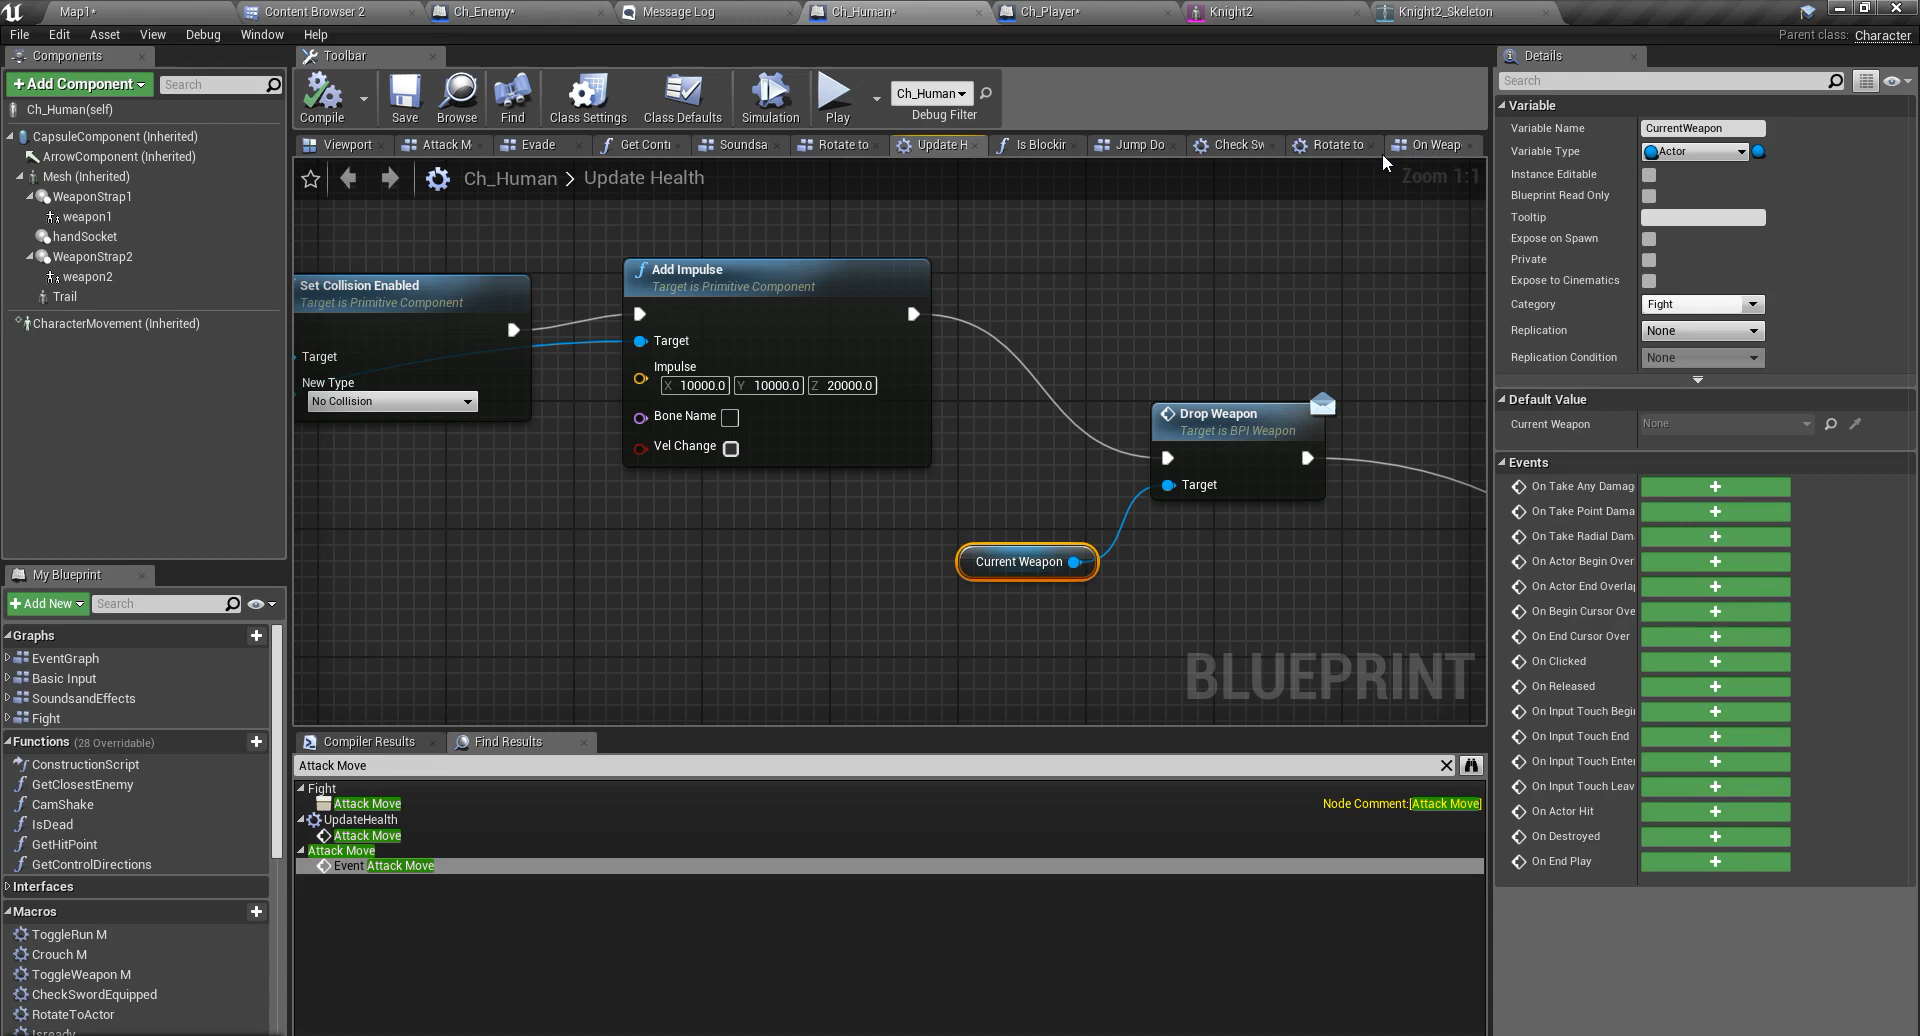 Map1*
Content Browser 2
Ch_Enemy*
Message Log
Ch_Human*
Ch_Player*
Knight2
Knight2_Skeleton
File Edit Asset View Debug Window Help
Parent class: Character
Components
+Add Component
Search
Ch_Human(self)
CapsuleComponent (Inherited)
ArrowComponent (Inherited)
Mesh (Inherited)
WeaponStrap1
weapon1
handSocket
WeaponStrap2
weapon2
Trail
CharacterMovement (Inherited)
My Blueprint
+Add New
Search
Graphs
EventGraph
Basic Input
SoundsandEffects
Fight
Functions (28 Overridable)
ConstructionScript
GetClosestEnemy
CamShake
IsDead
GetHitPoint
GetControlDirections
Interfaces
Macros
ToggleRun M
Crouch M
ToggleWeapon M
CheckSwordEquipped
RotateToActor
Isready
Toolbar
Compile
Save
Browse
Find
Class Settings
Class Defaults
Simulation
Play
Ch_Human
Debug Filter
Viewport
Attack M
Evade
Get Conti
Soundsa
Rotate to
Update H
Is Blockin
Jump Do
Check Sw
Rotate to
On Weap
Ch_Human > Update Health
Zoom 1:1
Set Collision Enabled
Target is Primitive Component
Target
New Type
No Collision
Add Impulse
Target is Primitive Component
Target
Impulse
X 10000.0 Y 10000.0 Z 20000.0
Bone Name
Vel Change
Drop Weapon
Target is BPI Weapon
Target
Current Weapon
BLUEPRINT
Compiler Results
Find Results
Attack Move
Fight
Attack Move
Node Comment:[Attack Move]
UpdateHealth
Attack Move
Attack Move
Event Attack Move
Details
Search
Variable
Variable Name CurrentWeapon
Variable Type Actor
Instance Editable
Blueprint Read Only
Tooltip
Expose on Spawn
Private
Expose to Cinematics
Category Fight
Replication None
Replication Condition None
Default Value
Current Weapon None
Events
On Take Any Damag
On Take Point Dama
On Take Radial Dam
On Actor Begin Over
On Actor End Overla
On Begin Cursor Ove
On End Cursor Over
On Clicked
On Released
On Input Touch Begi
On Input Touch End
On Input Touch Ente
On Input Touch Leav
On Actor Hit
On Destroyed
On End Play